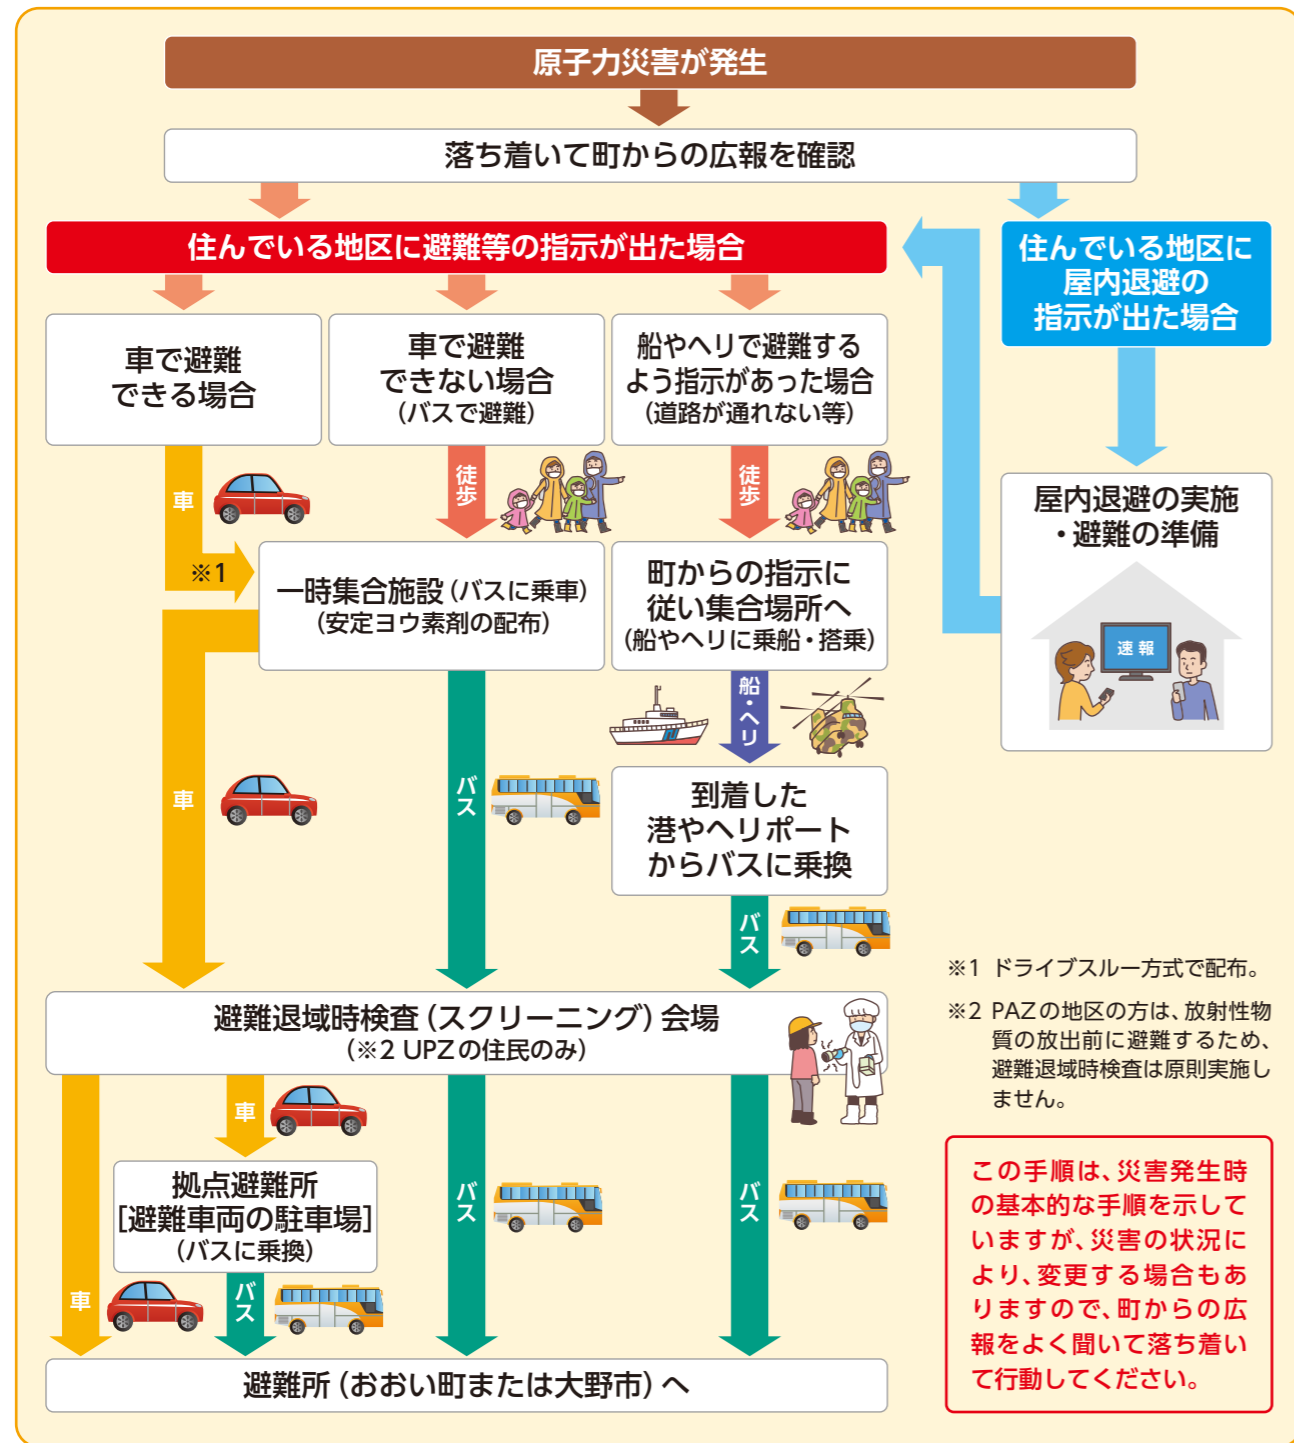 原子力災害が発生
落ち着いて町からの広報を確認
住んでいる地区に避難等の指示が出た場合
住んでいる地区に
屋内退避の
指示が出た場合
車で避難
できる場合
車で避難
できない場合
（バスで避難）
船やヘリで避難する
よう指示があった場合
（道路が通れない等）
車
徒歩
徒歩
屋内退避の実施
・避難の準備
速報
※1
一時集合施設（バスに乗車）
（安定ヨウ素剤の配布）
町からの指示に
従い集合場所へ
（船やヘリに乗船・搭乗）
船・ヘリ
車
バス
到着した
港やヘリポート
からバスに乗換
バス
※1 ドライブスルー方式で配布。
※2 PAZの地区の方は、放射性物
質の放出前に避難するため、
避難退域時検査は原則実施し
ません。
避難退域時検査（スクリーニング）会場
（※2 UPZの住民のみ）
車
拠点避難所
［避難車両の駐車場］
（バスに乗換）
バス
バス
車
バス
避難所（おおい町または大野市）へ
この手順は、災害発生時
の基本的な手順を示して
いますが、災害の状況に
より、変更する場合もあ
りますので、町からの広
報をよく聞いて落ち着い
て行動してください。